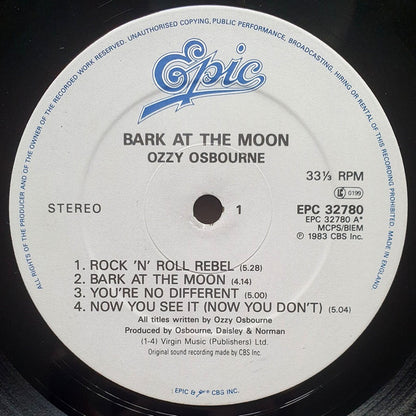 UNAUTHORISED COPYING, PUBLIC PERFORMANCE, BROADCASTING, HIRING OR RENTAL OF THIS RECORDING PROHIBITED. MADE IN ENGLAND.
ALL RIGHTS OF THE PRODUCER AND OF THE OWNER OF THE RECORDED WORK RESERVED.
Epic
BARK AT THE MOON
OZZY OSBOURNE
33⅓ RPM
0199
STEREO
1
EPC 32780
EPC 32780 A*
MCPS/BIEM
℗ 1983 CBS Inc.
1. ROCK 'N' ROLL REBEL (5.28)
2. BARK AT THE MOON (4.14)
3. YOU'RE NO DIFFERENT (5.00)
4. NOW YOU SEE IT (NOW YOU DON'T) (5.04)
All titles written by Ozzy Osbourne
Produced by Osbourne, Daisley & Norman
(1-4) Virgin Music (Publishers) Ltd.
Original sound recording made by CBS Inc.
EPIC & CBS INC.